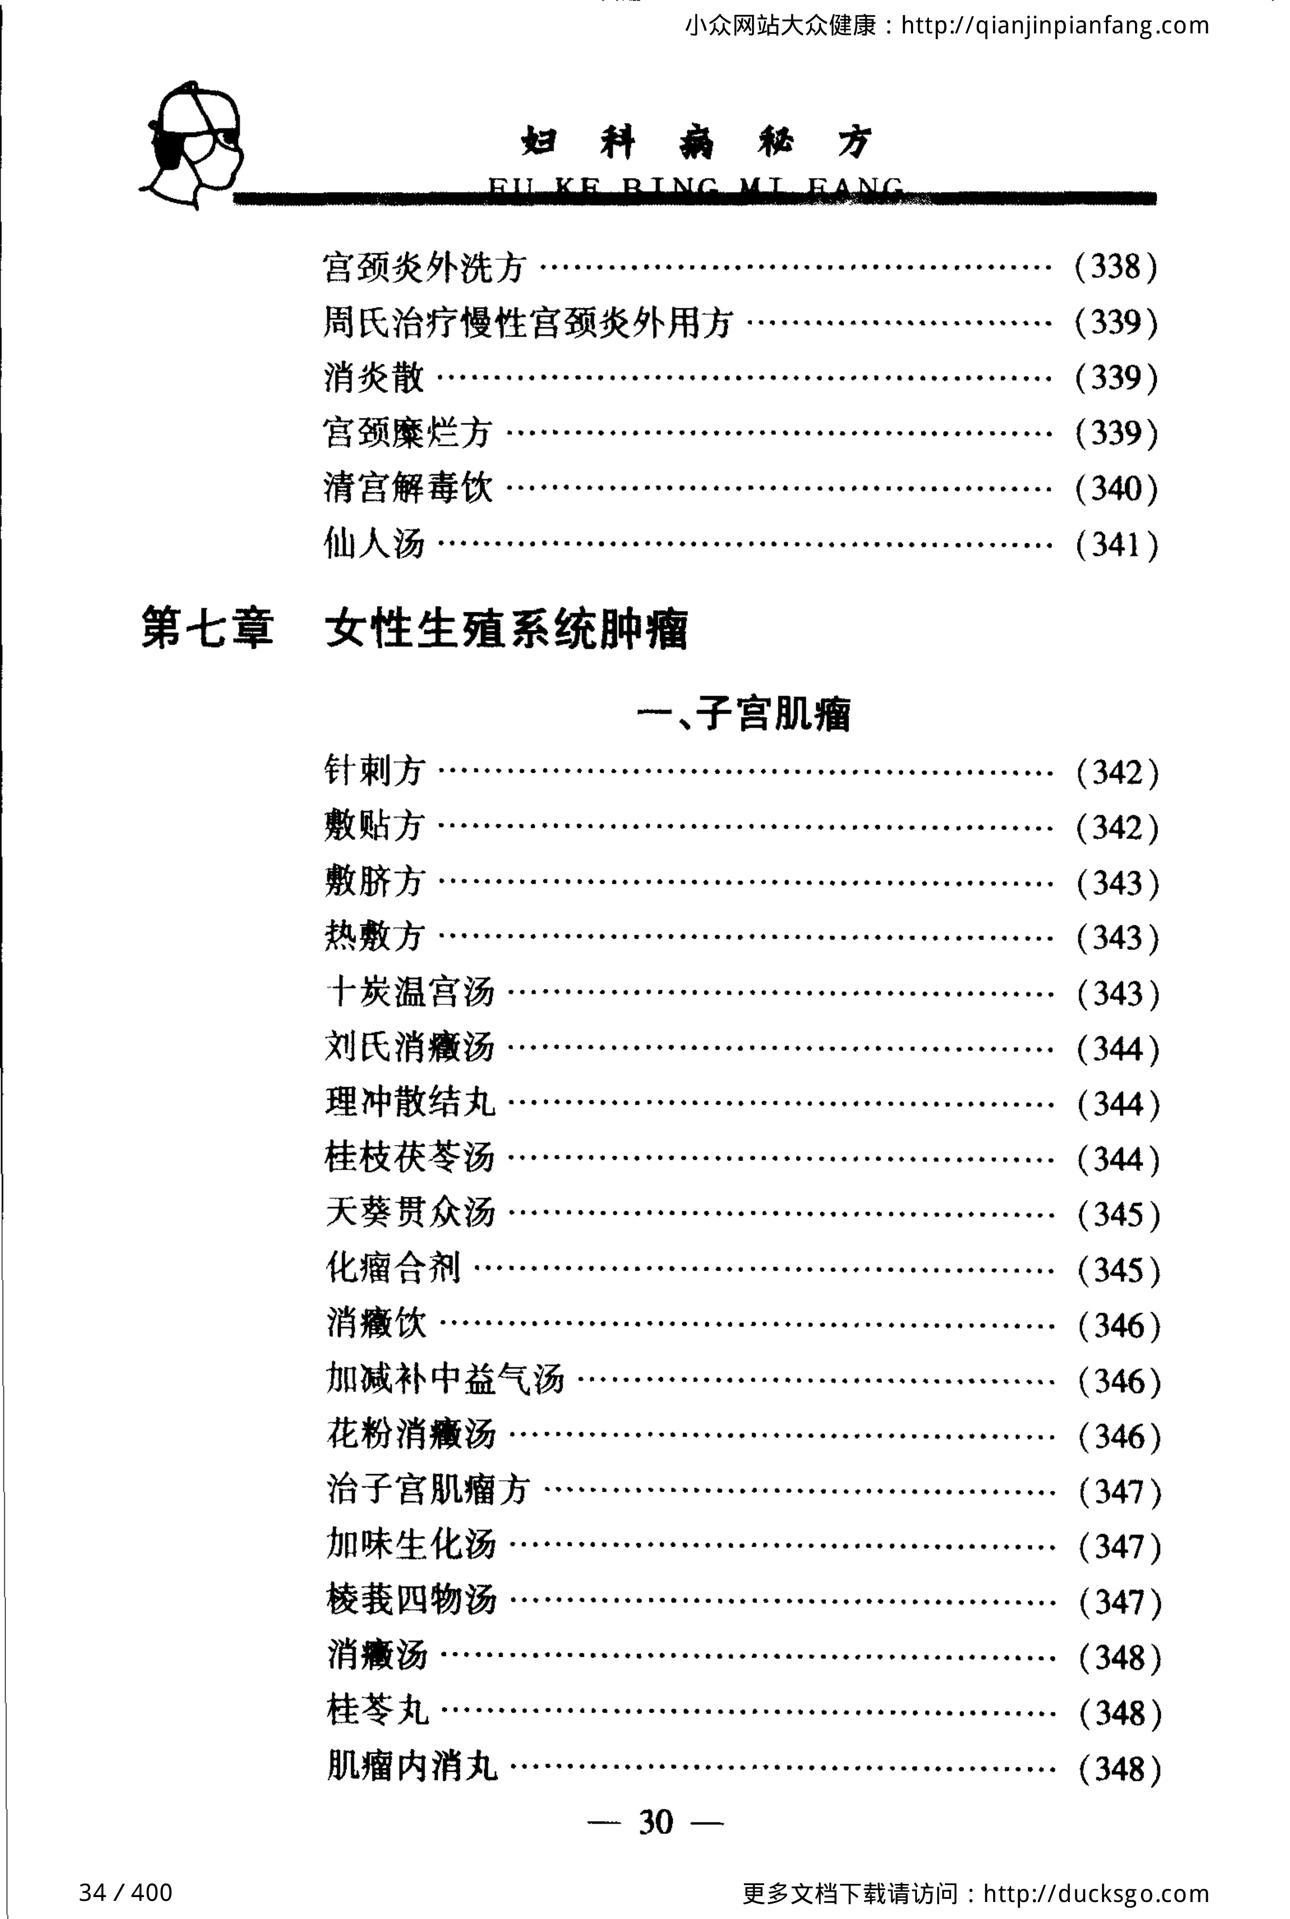 小众网站大众健康：http://qianjinpianfang.com
妇科病秘方
FU KE BING MI FANG
宫颈炎外洗方 ………………………………………… (338)
周氏治疗慢性宫颈炎外用方 ………………………… (339)
消炎散 ………………………………………………… (339)
宫颈糜烂方 …………………………………………… (339)
清宫解毒饮 …………………………………………… (340)
仙人汤 ………………………………………………… (341)
第七章 女性生殖系统肿瘤
一、子宫肌瘤
针刺方 ………………………………………………… (342)
敷贴方 ………………………………………………… (342)
敷脐方 ………………………………………………… (343)
热敷方 ………………………………………………… (343)
十炭温宫汤 …………………………………………… (343)
刘氏消癥汤 …………………………………………… (344)
理冲散结丸 …………………………………………… (344)
桂枝茯苓汤 …………………………………………… (344)
天葵贯众汤 …………………………………………… (345)
化瘤合剂 ……………………………………………… (345)
消癥饮 ………………………………………………… (346)
加减补中益气汤 ……………………………………… (346)
花粉消癥汤 …………………………………………… (346)
治子宫肌瘤方 ………………………………………… (347)
加味生化汤 …………………………………………… (347)
棱莪四物汤 …………………………………………… (347)
消癥汤 ………………………………………………… (348)
桂苓丸 ………………………………………………… (348)
肌瘤内消丸 …………………………………………… (348)
— 30 —
34 / 400
更多文档下载请访问：http://ducksgo.com